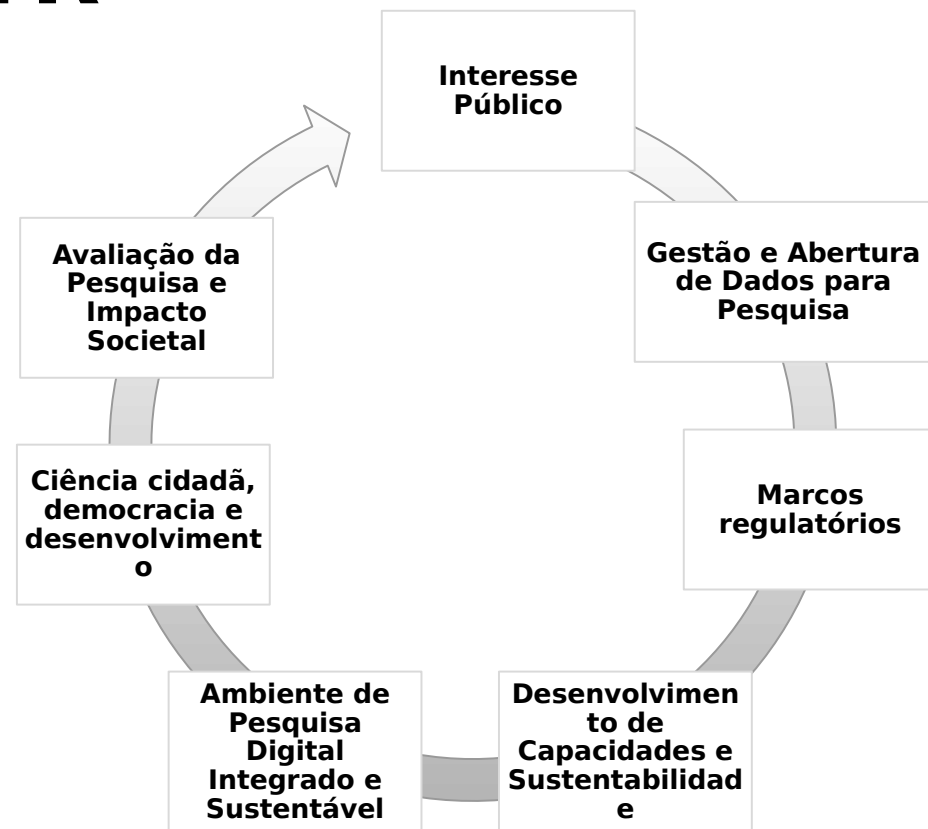 Interesse
Público
Gestão e Abertura
de Dados para
Pesquisa
Marcos
regulatórios
Desenvolvimen
to de
Capacidades e
Sustentabilidad
e
Ambiente de
Pesquisa
Digital
Integrado e
Sustentável
Ciência cidadã,
democracia e
desenvolviment
o
Avaliação da
Pesquisa e
Impacto
Societal